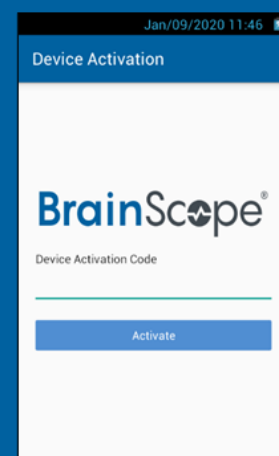 Jan/09/2020 11:46
Device Activation
BrainScope®
Device Activation Code
Activate